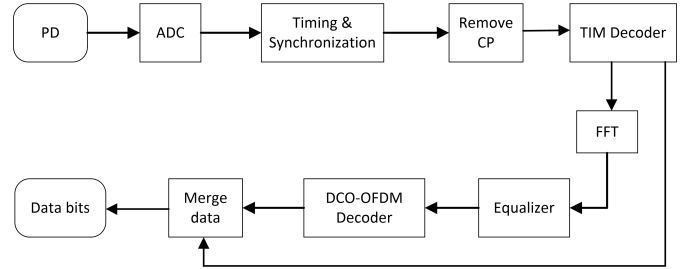 PD
ADC
Timing &
Synchronization
Remove
CP
TIM Decoder
FFT
Equalizer
DCO-OFDM
Decoder
Merge
data
Data bits